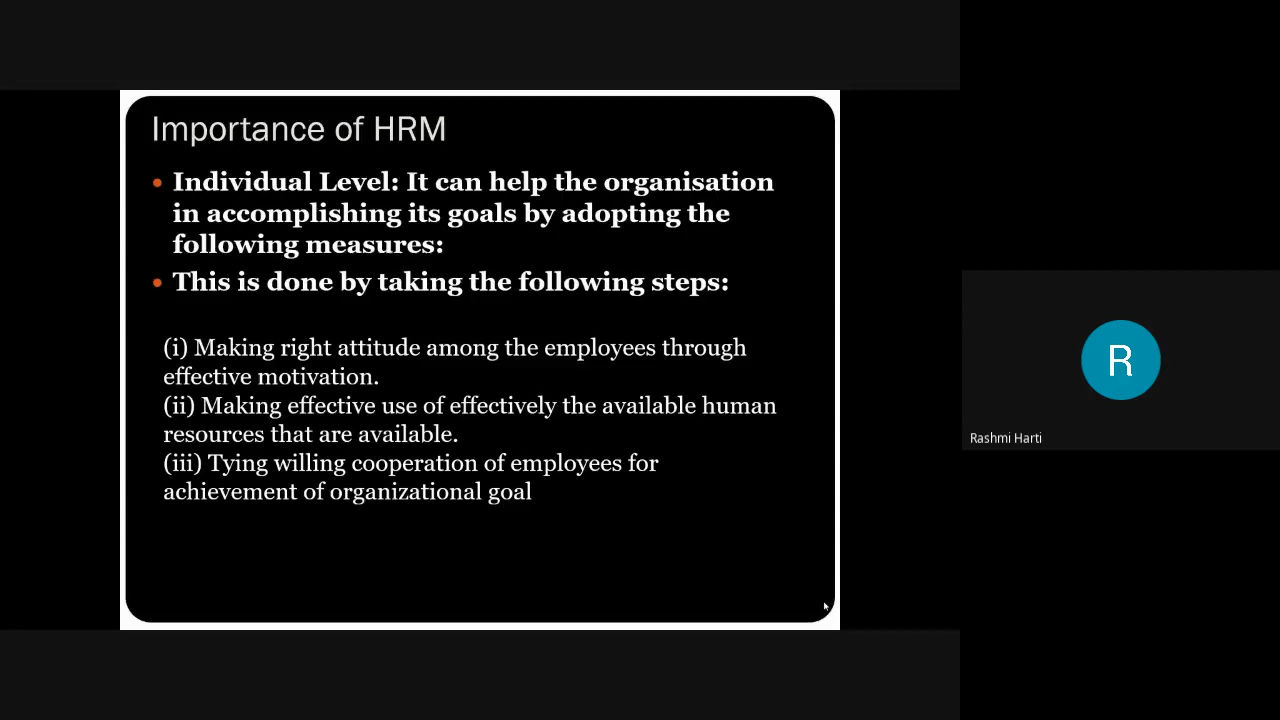 Importance of HRM
• Individual Level: It can help the organisation
in accomplishing its goals by adopting the
following measures:
• This is done by taking the following steps:
(i) Making right attitude among the employees through
effective motivation.
(ii) Making effective use of effectively the available human
resources that are available.
(iii) Tying willing cooperation of employees for
achievement of organizational goal
R
Rashmi Harti